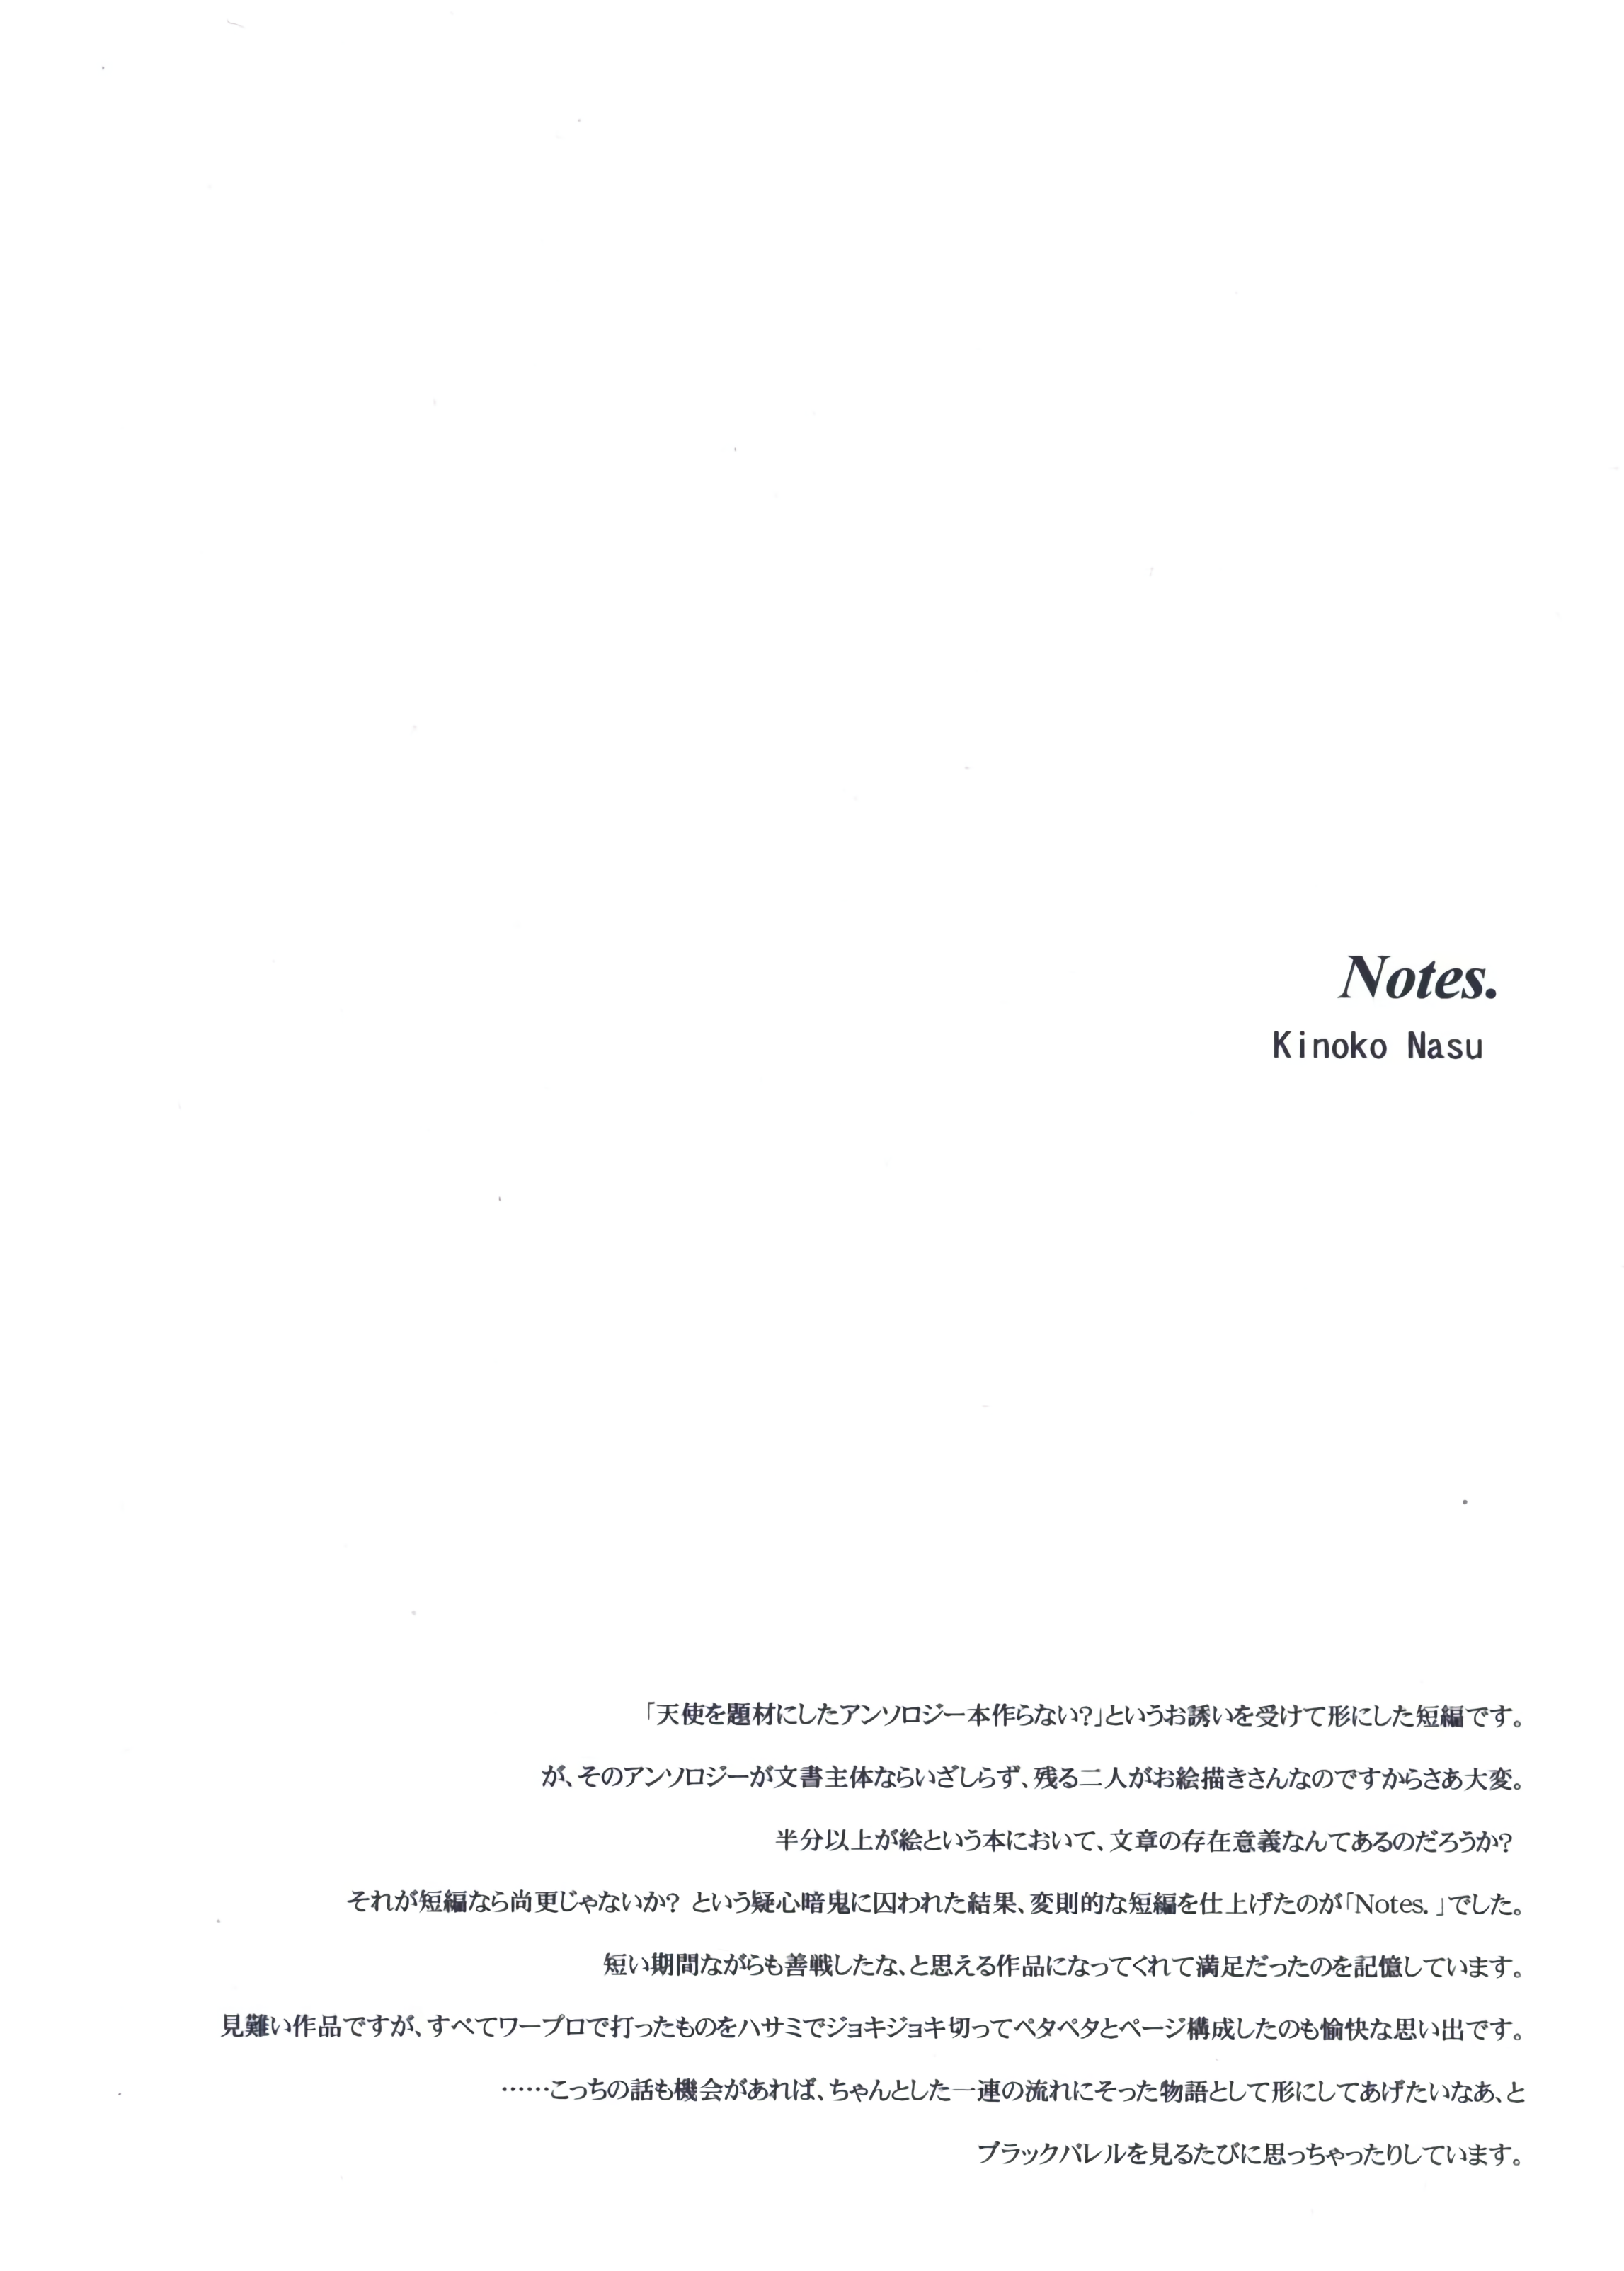 Notes.
Kinoko Nasu
「天使を題材にしたアンソロジー本作らない?」というお誘いを受けて形にした短編です。
が、そのアンソロジーが文書主体ならいざしらず、残る二人がお絵描きさんなのですからさあ大変。
半分以上が絵という本において、文章の存在意義なんてあるのだろうか?
それが短編なら尚更じゃないか? という疑心暗鬼に囚われた結果、変則的な短編を仕上げたのが「Notes.」でした。
短い期間ながらも善戦したな、と思える作品になってくれて満足だったのを記憶しています。
見難い作品ですが、すべてワープロで打ったものをハサミでジョキジョキ切ってペタペタとページ構成したのも愉快な思い出です。
……こっちの話も機会があれば、ちゃんとした一連の流れにそった物語として形にしてあげたいなあ、と
ブラックバレルを見るたびに思っちゃったりしています。